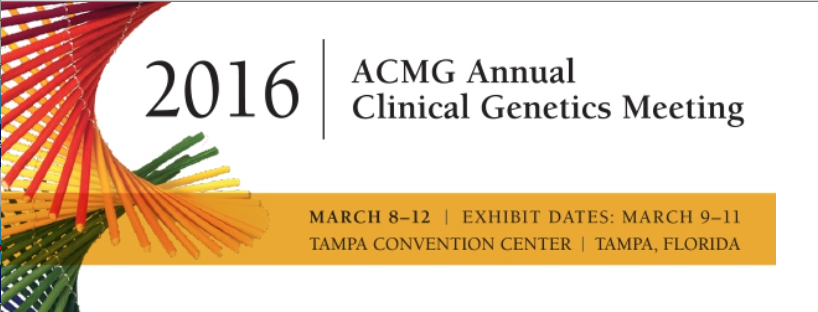 2016
ACMG Annual
Clinical Genetics Meeting
MARCH 8–12 | EXHIBIT DATES: MARCH 9–11
TAMPA CONVENTION CENTER | TAMPA, FLORIDA